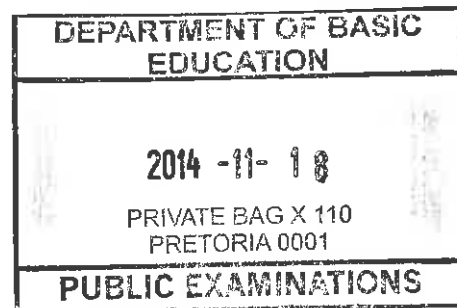 DEPARTMENT OF BASIC
EDUCATION
2014 -11- 18
PRIVATE BAG X 110
PRETORIA 0001
PUBLIC EXAMINATIONS